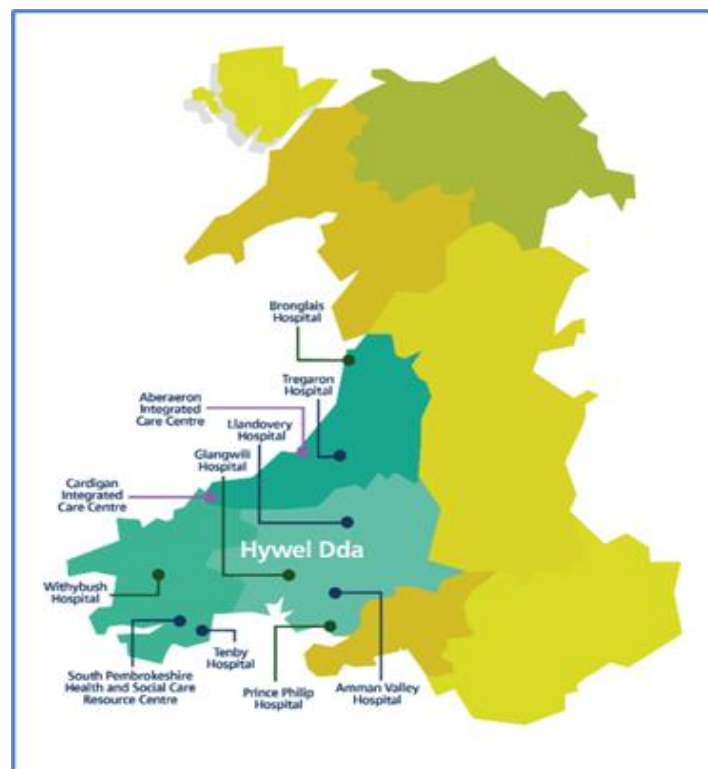 Bronglais
Hospital
Tregaron
Hospital
Aberaeron
Integrated
Care Centre
Llandovery
Hospital
Glangwili
Hospital
Cardigan
Integrated
Care Centre
Hywel Dda
Withybush
Hospital
South Pembrokeshire
Health and Social Care
Resource Centre
Tenby
Hospital
Prince Philip
Hospital
Amman Valley
Hospital